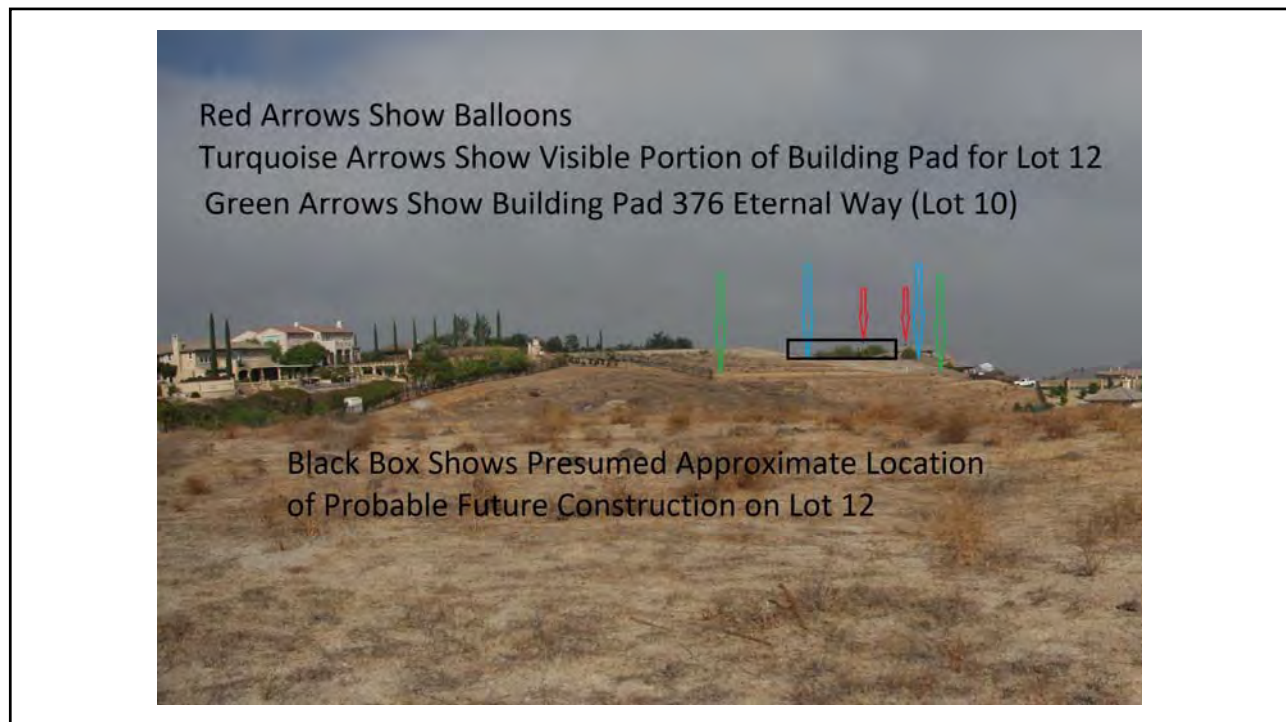 Red Arrows Show Balloons
Turquoise Arrows Show Visible Portion of Building Pad for Lot 12
Green Arrows Show Building Pad 376 Eternal Way (Lot 10)
Black Box Shows Presumed Approximate Location
of Probable Future Construction on Lot 12